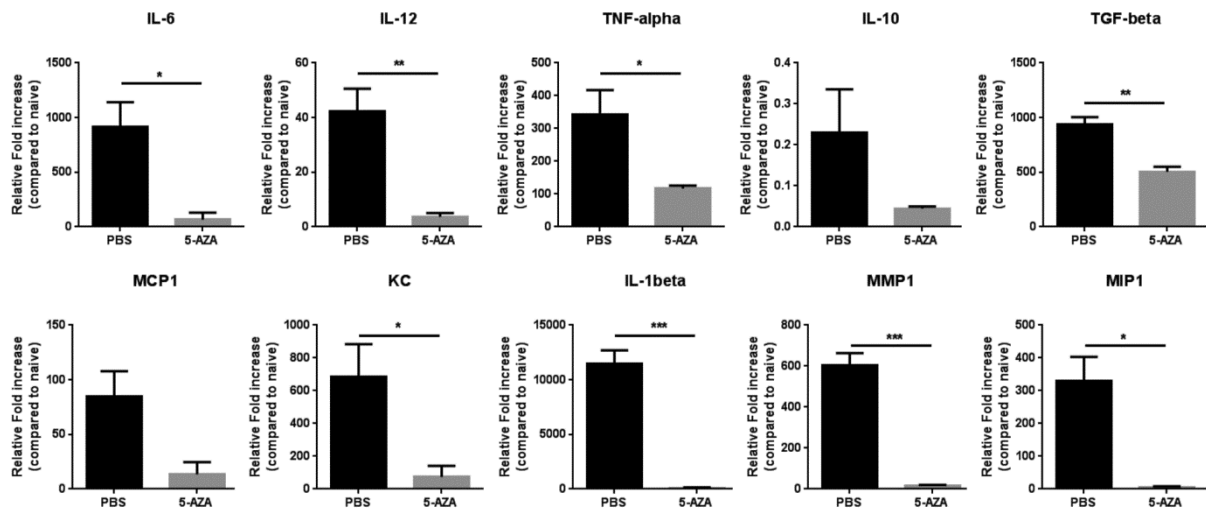 IL-6
Relative Fold increase
(compared to naive)
1500
1000
500
0
*
PBS
5-AZA
IL-12
Relative Fold increase
(compared to naive)
60
40
20
0
**
PBS
5-AZA
TNF-alpha
Relative Fold increase
(compared to naive)
500
400
300
200
100
0
*
PBS
5-AZA
IL-10
Relative Fold increase
(compared to naive)
0.4
0.3
0.2
0.1
0.0
PBS
5-AZA
TGF-beta
Relative Fold increase
(compared to naive)
1500
1000
500
0
**
PBS
5-AZA
MCP1
Relative Fold increase
(compared to naive)
150
100
50
0
PBS
5-AZA
KC
Relative Fold increase
(compared to naive)
1000
800
600
400
200
0
*
PBS
5-AZA
IL-1beta
Relative Fold increase
(compared to naive)
15000
10000
5000
0
***
PBS
5-AZA
MMP1
Relative Fold increase
(compared to naive)
800
600
400
200
0
***
PBS
5-AZA
MIP1
Relative Fold increase
(compared to naive)
500
400
300
200
100
0
*
PBS
5-AZA